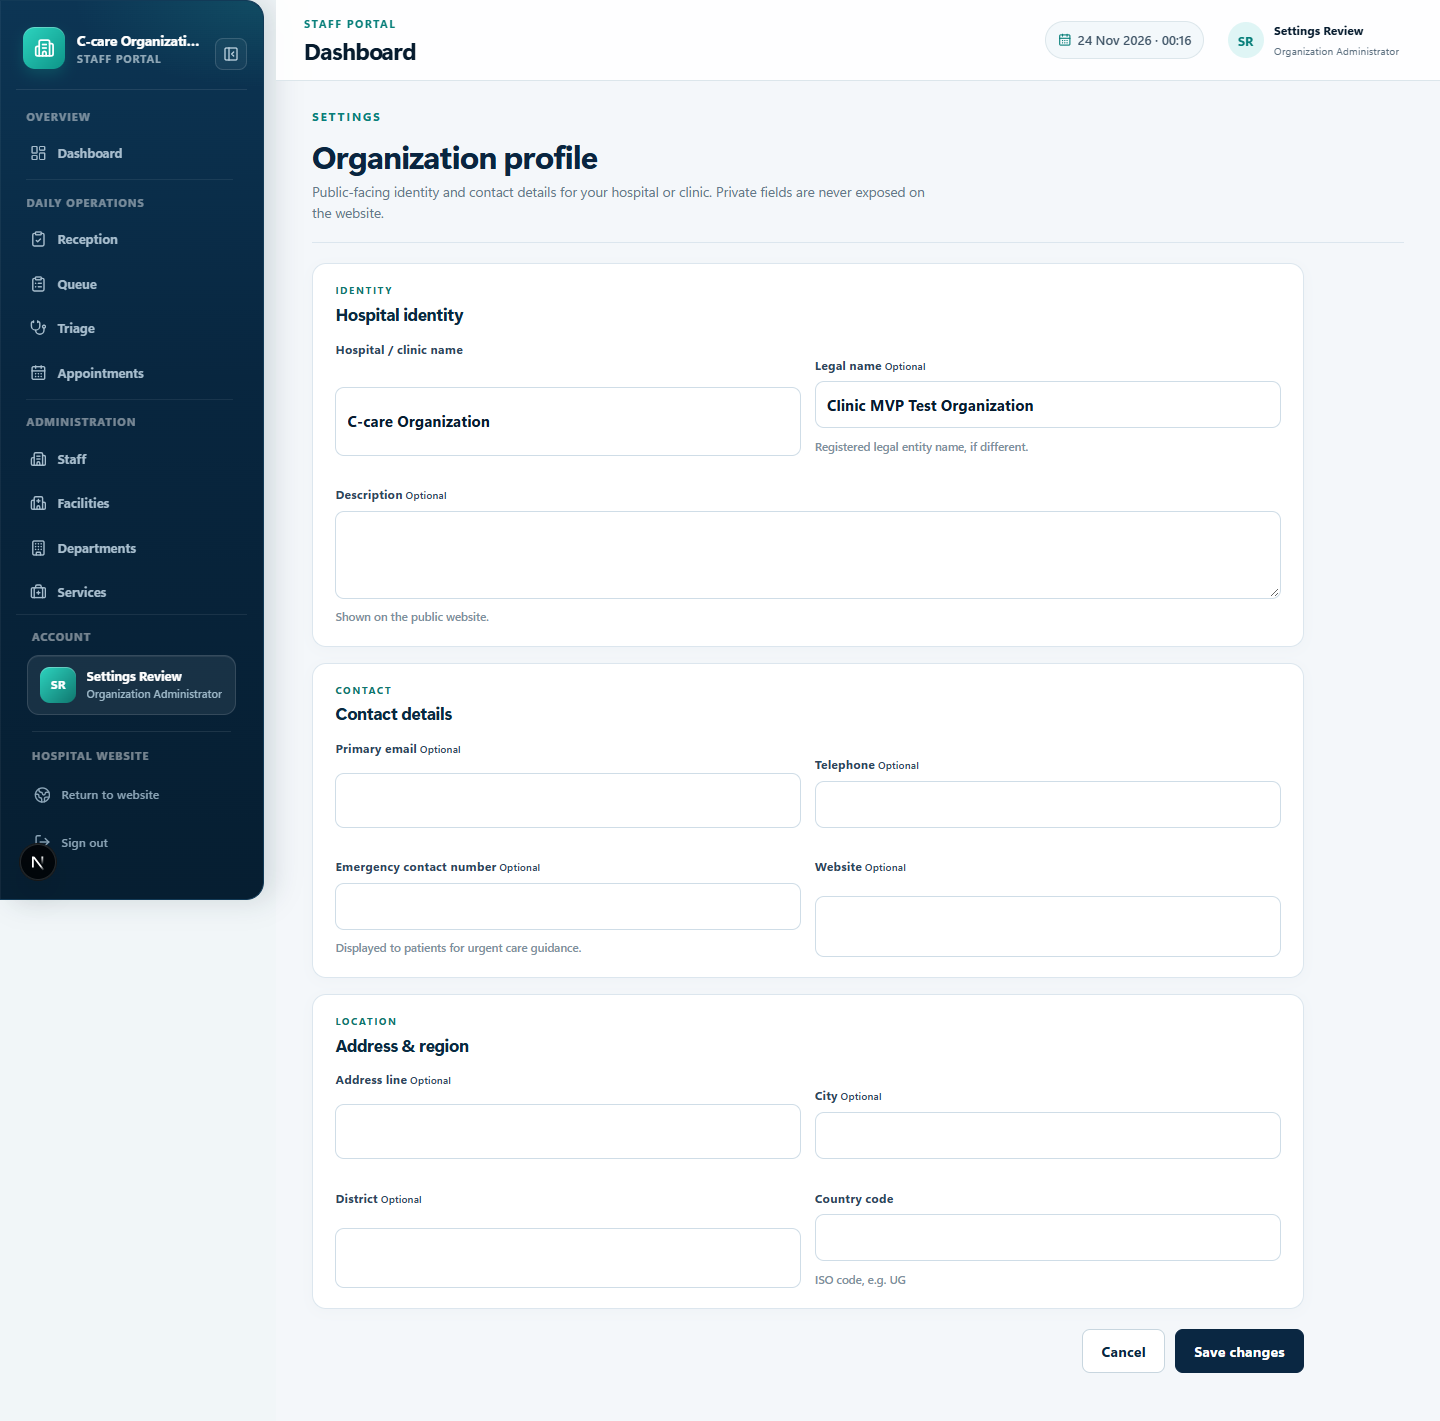 C-care Organizati...
STAFF PORTAL
OVERVIEW
Dashboard
DAILY OPERATIONS
Reception
Queue
Triage
Appointments
ADMINISTRATION
Staff
Facilities
Departments
Services
ACCOUNT
SR
Settings Review
Organization Administrator
HOSPITAL WEBSITE
Return to website
Sign out
N
STAFF PORTAL
Dashboard
24 Nov 2026 · 00:16
SR
Settings Review
Organization Administrator
SETTINGS
Organization profile
Public-facing identity and contact details for your hospital or clinic. Private fields are never exposed on
the website.
IDENTITY
Hospital identity
Hospital / clinic name
C-care Organization
Legal name Optional
Clinic MVP Test Organization
Registered legal entity name, if different.
Description Optional
Shown on the public website.
CONTACT
Contact details
Primary email Optional
Telephone Optional
Emergency contact number Optional
Displayed to patients for urgent care guidance.
Website Optional
LOCATION
Address & region
Address line Optional
City Optional
District Optional
Country code
ISO code, e.g. UG
Cancel
Save changes